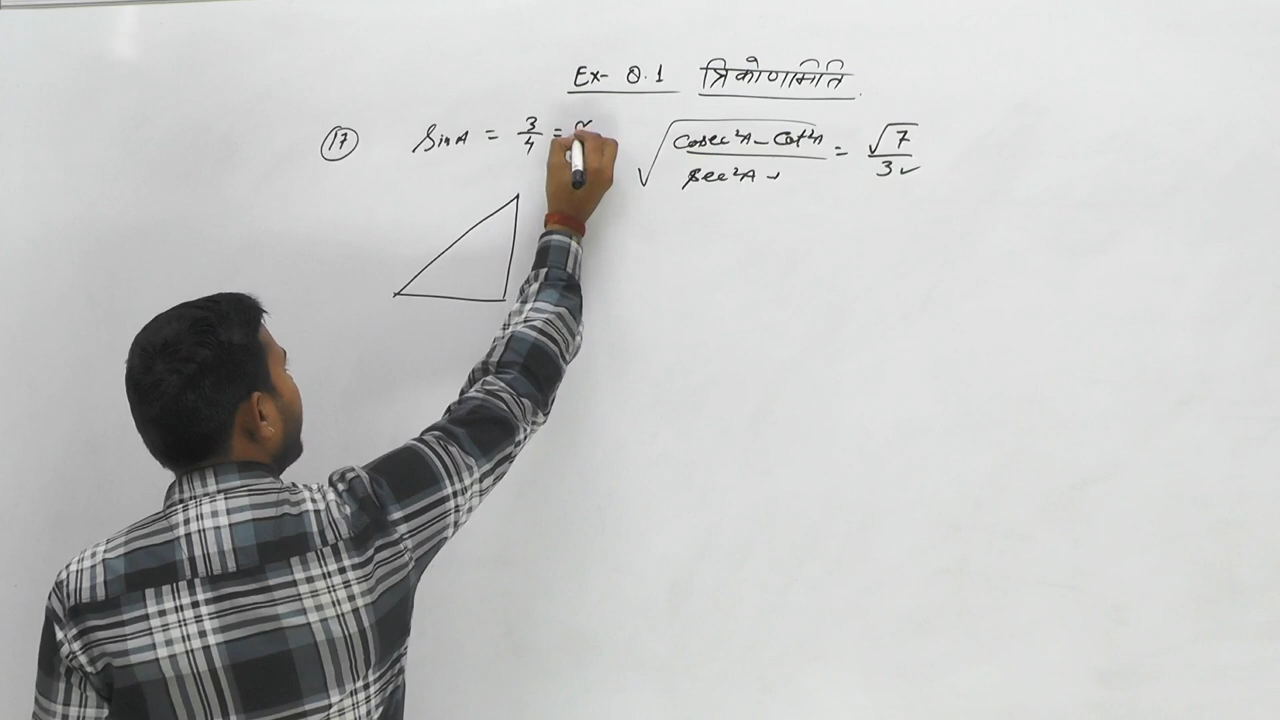 Ex- 8.1 त्रिकोणमिति
17 SinA = 3/4 = √(Cosec²A - Cot²A / Sec²A -) = √7/3